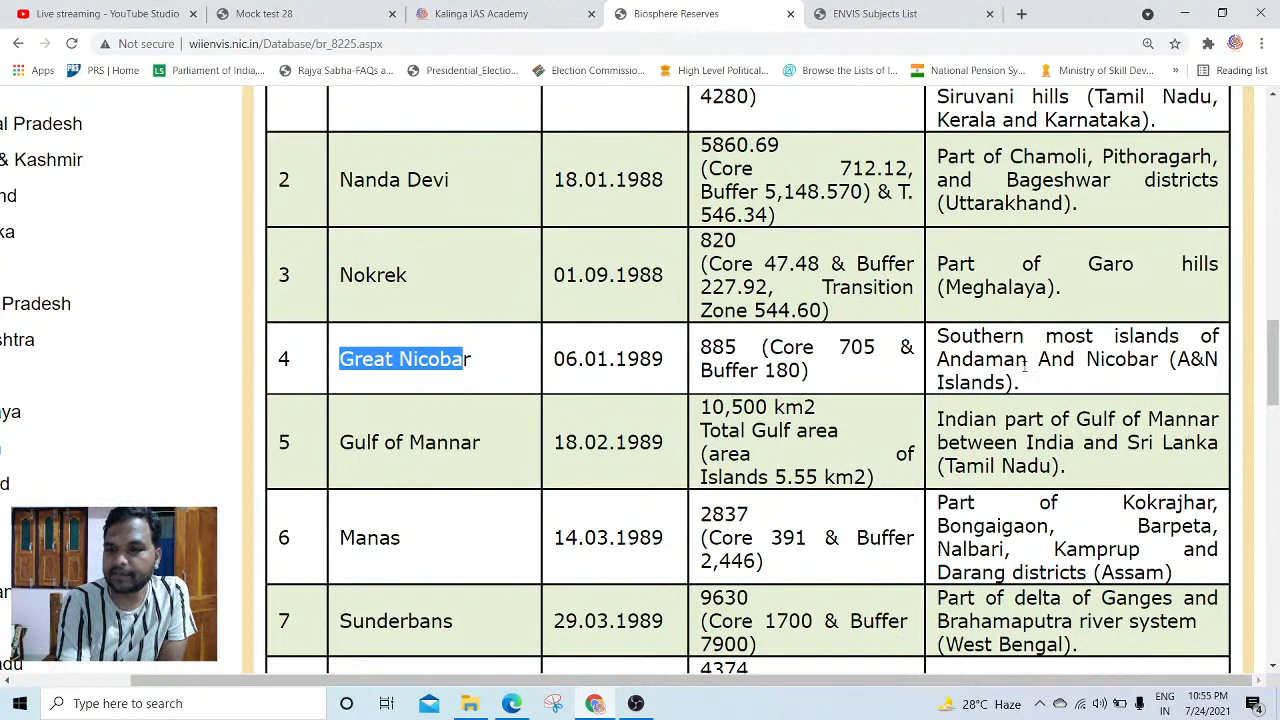 Live streaming - YouTube Studio
Mock test 28
Kalinga IAS Academy
Biosphere Reserves
ENVIS Subjects List
Not secure
wiienvis.nic.in/Database/br_8225.aspx
Apps
PRS | Home
Parliament of India,...
Rajya Sabha-FAQs a...
Presidential_Electio...
Election Commissio...
High Level Political...
Browse the Lists of I...
National Pension Sy...
Ministry of Skill Dev...
»
Reading list
al Pradesh
& Kashmir
nd
ka
Pradesh
shtra
ya
d
an
du
4280)
Siruvani hills (Tamil Nadu,
Kerala and Karnataka).
2
Nanda Devi
18.01.1988
5860.69
(Core 712.12,
Buffer 5,148.570) & T.
546.34)
Part of Chamoli, Pithoragarh,
and Bageshwar districts
(Uttarakhand).
3
Nokrek
01.09.1988
820
(Core 47.48 & Buffer
227.92, Transition
Zone 544.60)
Part of Garo hills
(Meghalaya).
4
Great Nicobar
06.01.1989
885 (Core 705 &
Buffer 180)
Southern most islands of
Andaman And Nicobar (A&N
Islands).
5
Gulf of Mannar
18.02.1989
10,500 km2
Total Gulf area
(area of
Islands 5.55 km2)
Indian part of Gulf of Mannar
between India and Sri Lanka
(Tamil Nadu).
6
Manas
14.03.1989
2837
(Core 391 & Buffer
2,446)
Part of Kokrajhar,
Bongaigaon, Barpeta,
Nalbari, Kamprup and
Darang districts (Assam)
7
Sunderbans
29.03.1989
9630
(Core 1700 & Buffer
7900)
Part of delta of Ganges and
Brahamaputra river system
(West Bengal).
4374
Type here to search
28°C Haze
ENG
IN
10:55 PM
7/24/2021
4